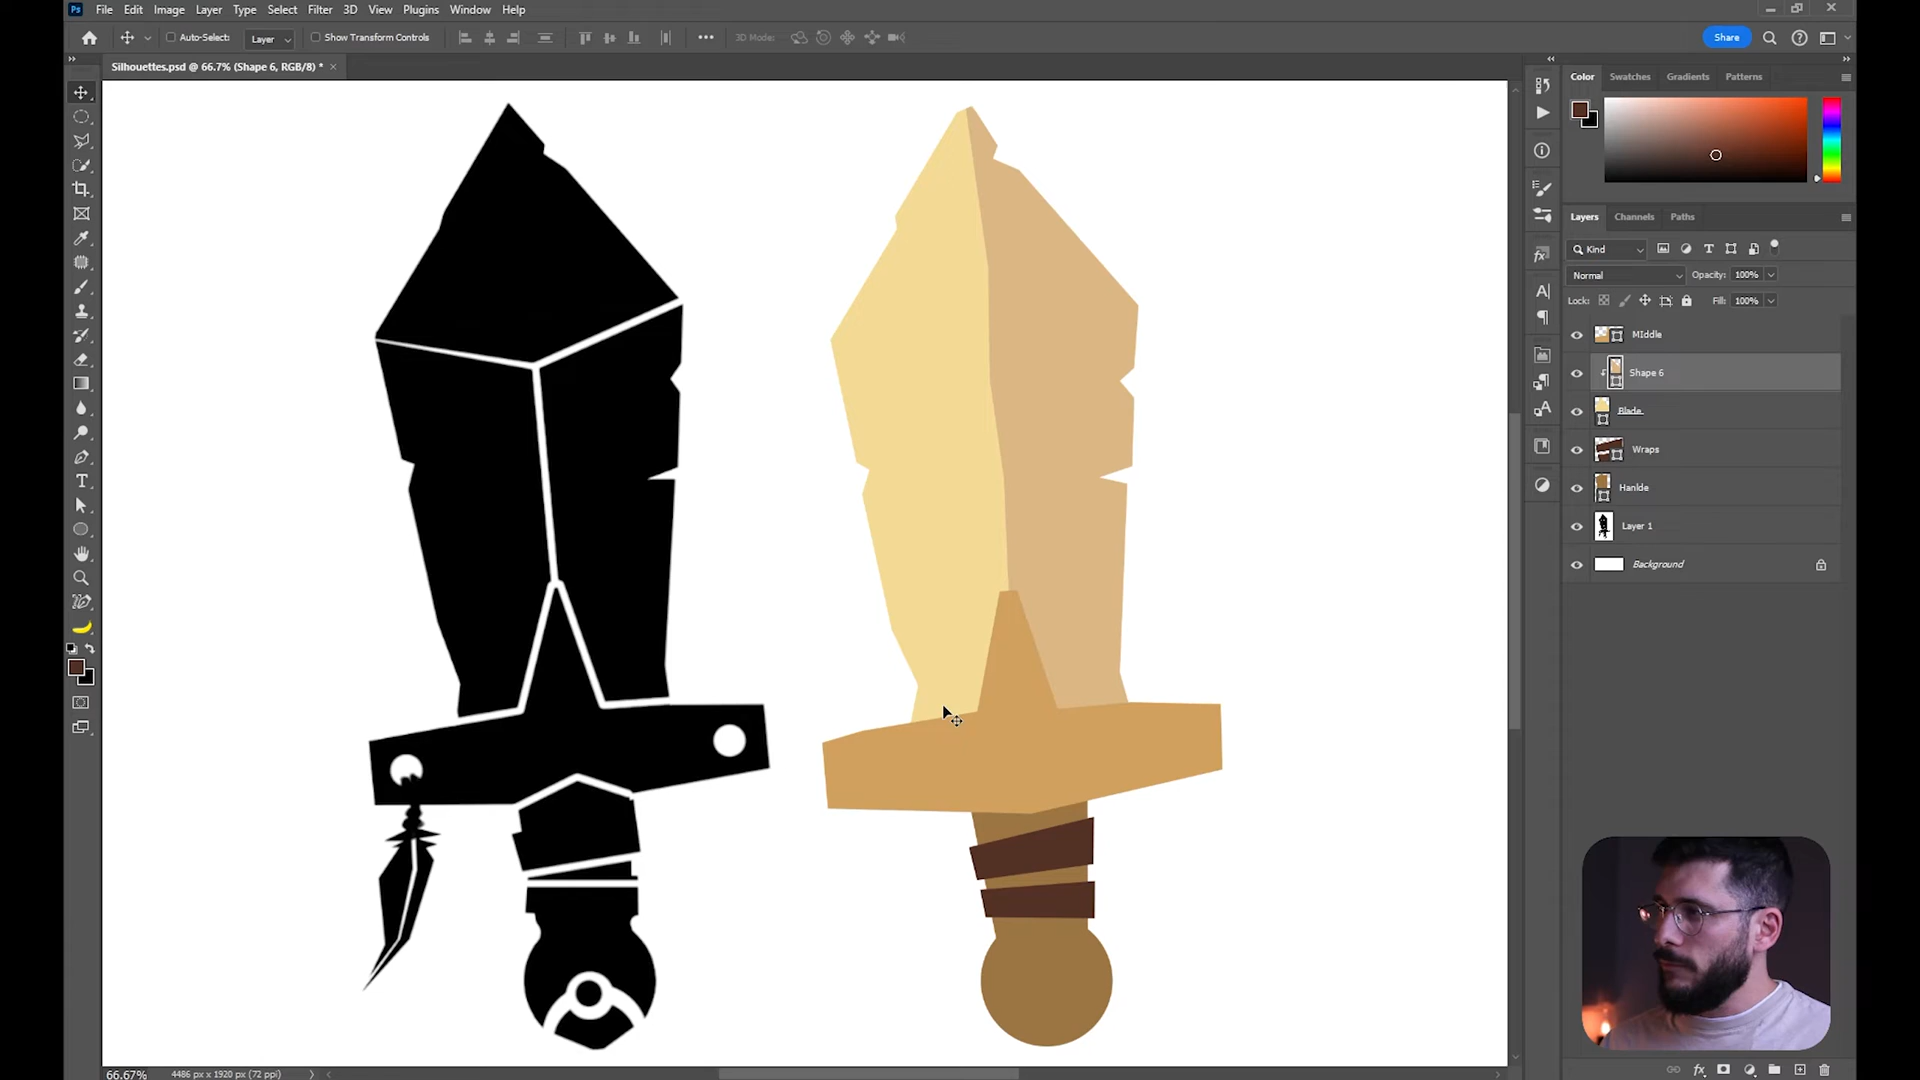 Ps File Edit Image Layer Type Select Filter 3D View Plugins Window Help
Auto-Select: Layer Show Transform Controls 3D Mode: Share
Silhouettes.psd @ 66.7% (Shape 6, RGB/8) *
Color Swatches Gradients Patterns
Layers Channels Paths
Kind
Normal Opacity: 100%
Lock: Fill: 100%
MIddle
Shape 6
Blade
Wraps
Hanlde
Layer 1
Background
66.67% 4486 px x 1920 px (72 ppi)